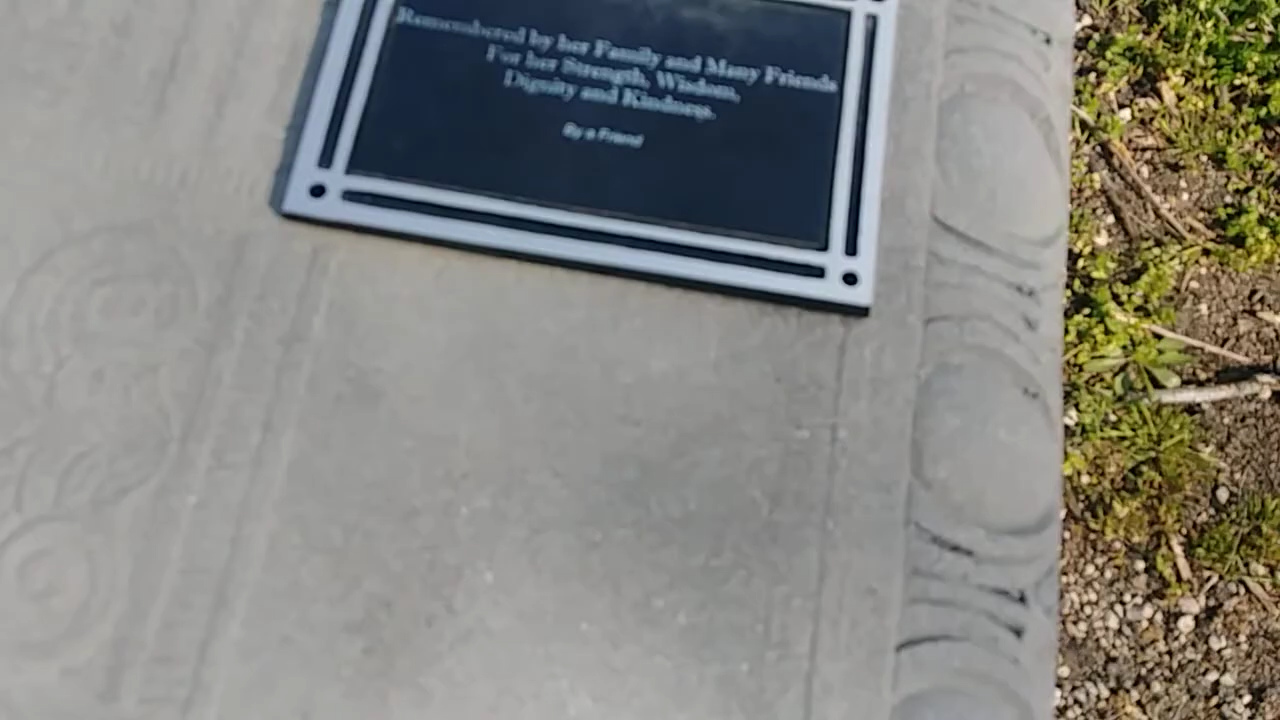 Remembered by her Family and Many Friends
For her Strength, Wisdom,
Dignity and Kindness.
By a Friend